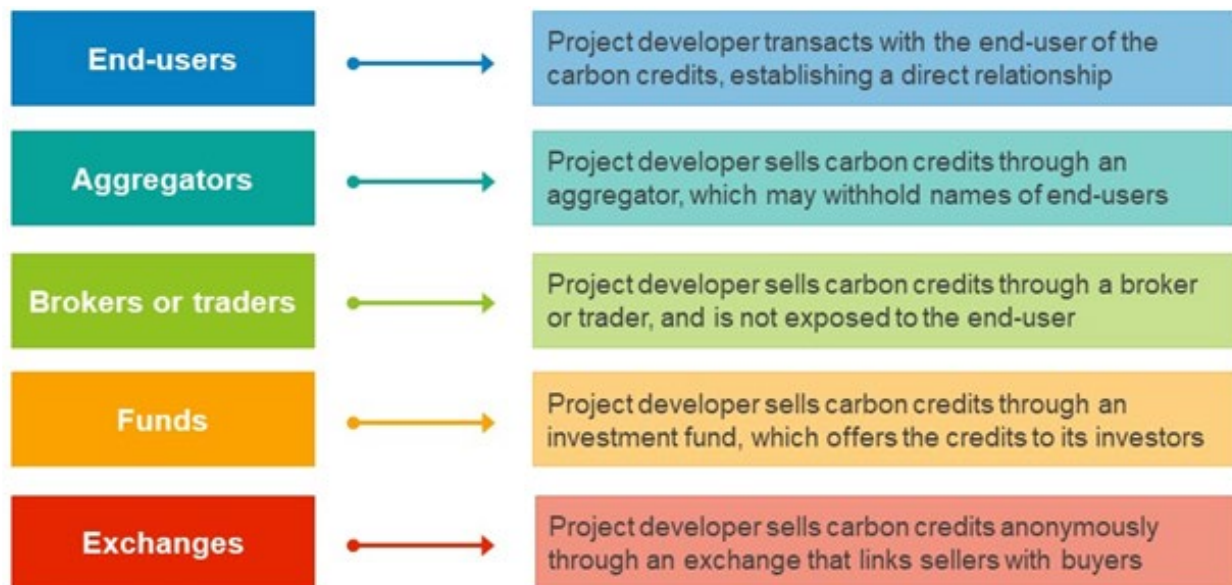 End-users
Project developer transacts with the end-user of the
carbon credits, establishing a direct relationship
Aggregators
Project developer sells carbon credits through an
aggregator, which may withhold names of end-users
Brokers or traders
Project developer sells carbon credits through a broker
or trader, and is not exposed to the end-user
Funds
Project developer sells carbon credits through an
investment fund, which offers the credits to its investors
Exchanges
Project developer sells carbon credits anonymously
through an exchange that links sellers with buyers